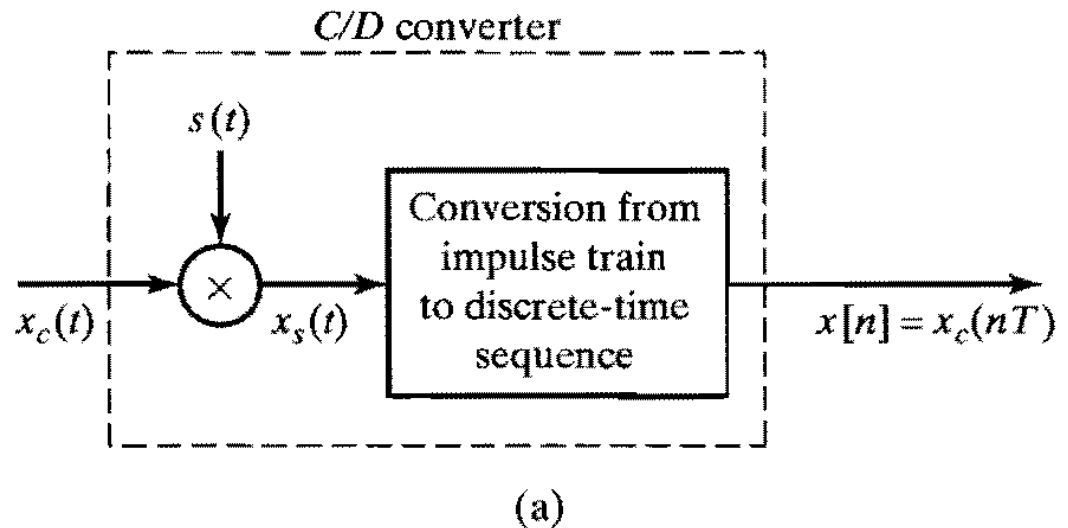 C/D converter
s(t)
×
x_c(t)
x_s(t)
Conversion from
impulse train
to discrete-time
sequence
x[n] = x_c(nT)
(a)